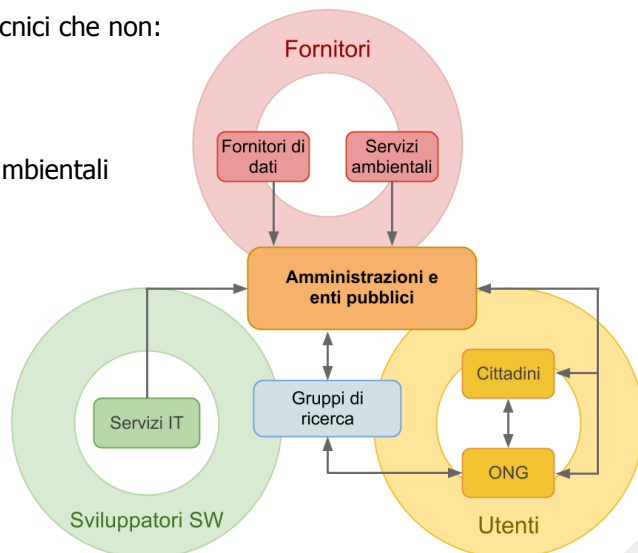 cnici che non:
Fornitori
Fornitori di
dati
Servizi
ambientali
mbientali
Amministrazioni e
enti pubblici
Cittadini
Gruppi di
ricerca
Servizi IT
ONG
Sviluppatori SW
Utenti